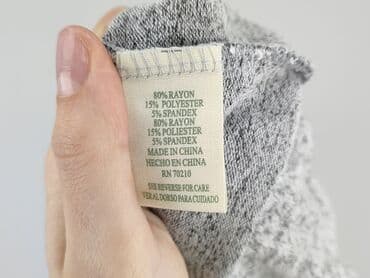 80% RAYON
15% POLYESTER
5% SPANDEX
80% RAYON
15% POLIESTER
5% SPANDEX
MADE IN CHINA
HECHO EN CHINA
RN 70210
SEE REVERSE FOR CARE
VER AL DORSO PARA CUIDADO